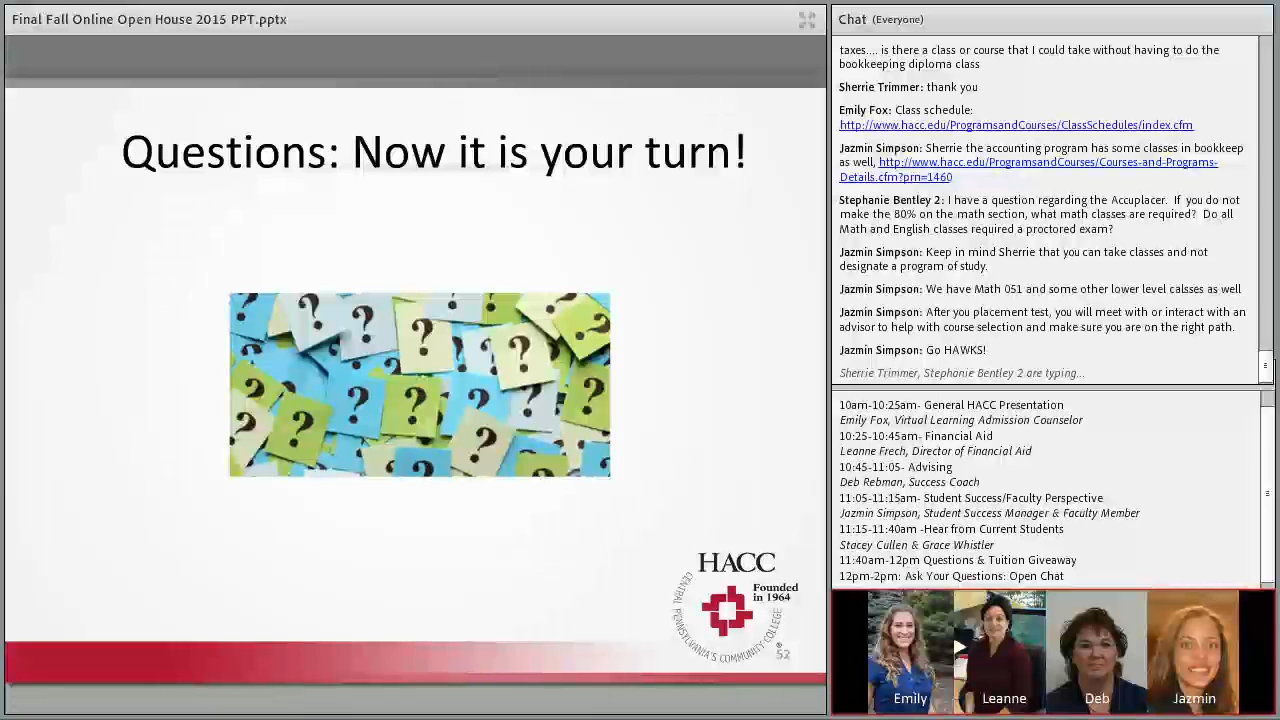 Final Fall Online Open House 2015 PPT.pptx
Questions: Now it is your turn!
HACC
Founded
in 1964
CENTRAL PENNSYLVANIA'S COMMUNITY COLLEGE
®
52
Chat (Everyone)
taxes.... is there a class or course that I could take without having to do the
bookkeeping diploma class
Sherrie Trimmer: thank you
Emily Fox: Class schedule:
http://www.hacc.edu/ProgramsandCourses/ClassSchedules/index.cfm
Jazmin Simpson: Sherrie the accounting program has some classes in bookkeep
as well, http://www.hacc.edu/ProgramsandCourses/Courses-and-Programs-
Details.cfm?prn=1460
Stephanie Bentley 2: I have a question regarding the Accuplacer. If you do not
make the 80% on the math section, what math classes are required? Do all
Math and English classes required a proctored exam?
Jazmin Simpson: Keep in mind Sherrie that you can take classes and not
designate a program of study.
Jazmin Simpson: We have Math 051 and some other lower level calsses as well
Jazmin Simpson: After you placement test, you will meet with or interact with an
advisor to help with course selection and make sure you are on the right path.
Jazmin Simpson: Go HAWKS!
Sherrie Trimmer, Stephanie Bentley 2 are typing...
10am-10:25am- General HACC Presentation
Emily Fox, Virtual Learning Admission Counselor
10:25-10:45am- Financial Aid
Leanne Frech, Director of Financial Aid
10:45-11:05- Advising
Deb Rebman, Success Coach
11:05-11:15am- Student Success/Faculty Perspective
Jazmin Simpson, Student Success Manager & Faculty Member
11:15-11:40am -Hear from Current Students
Stacey Cullen & Grace Whistler
11:40am-12pm Questions & Tuition Giveaway
12pm-2pm: Ask Your Questions: Open Chat
Emily
Leanne
Deb
Jazmin